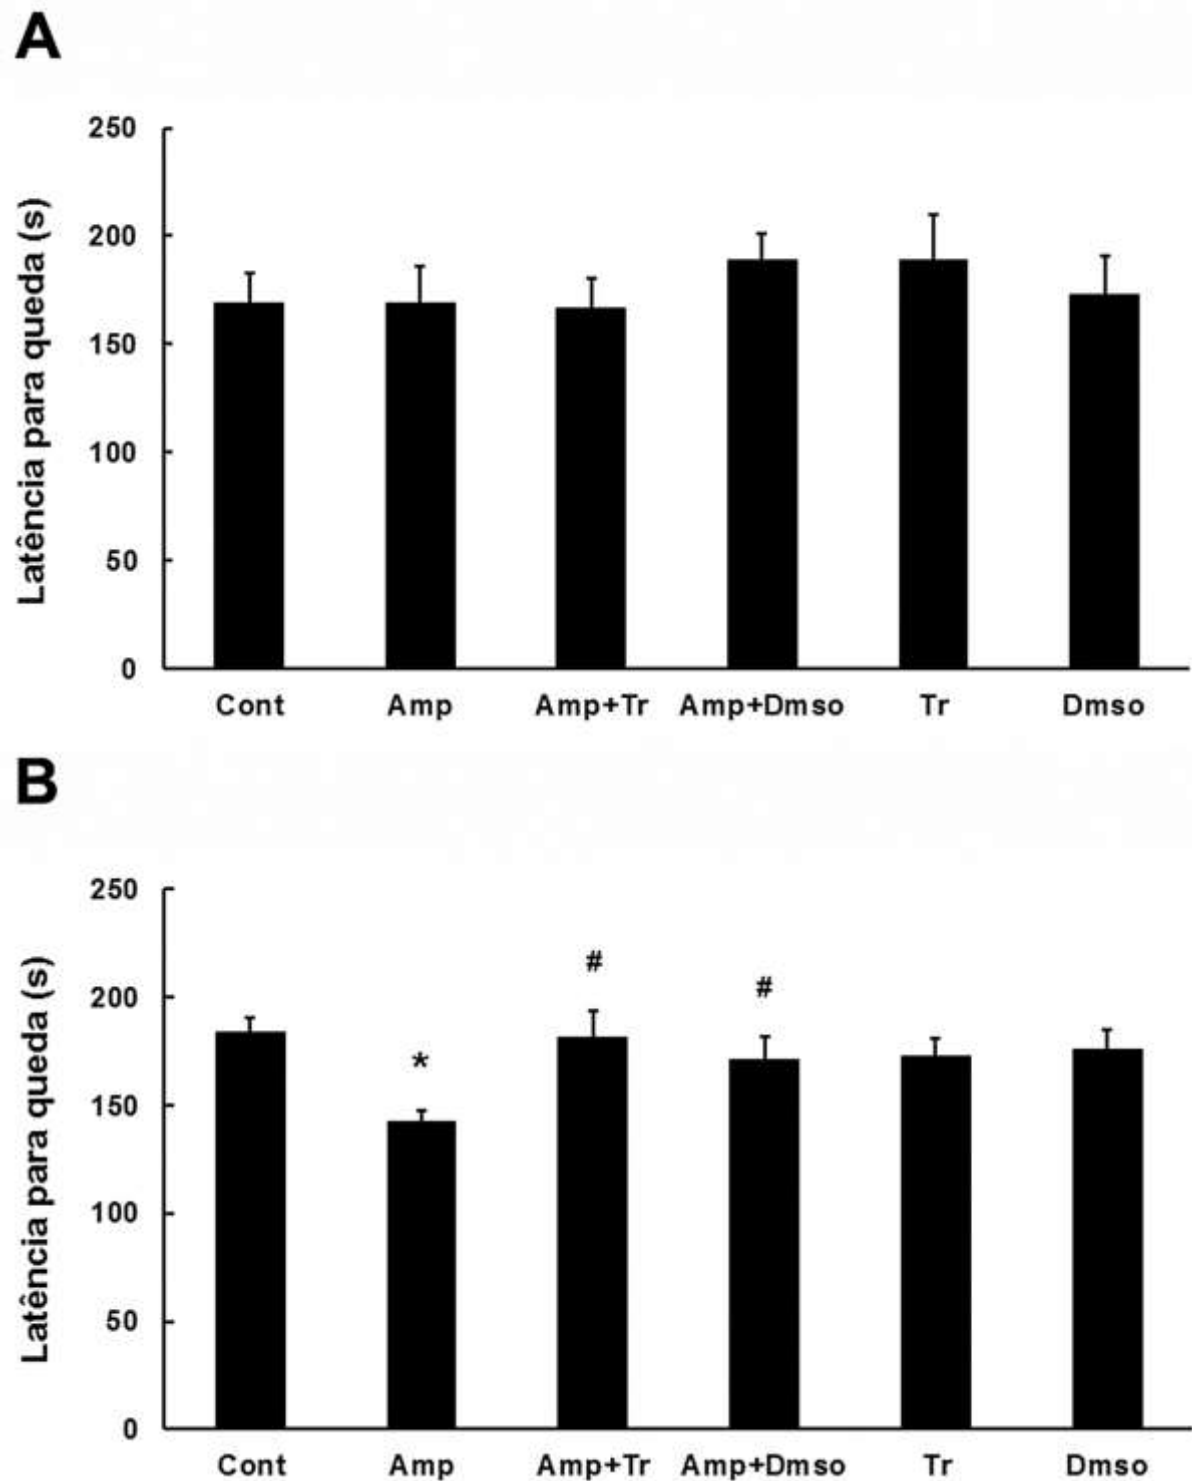 A
250
200
150
100
50
0
Latência para queda (s)
Cont Amp Amp+Tr Amp+Dmso Tr Dmso
B
250
200
150
100
50
0
Latência para queda (s)
# 
#
*
Cont Amp Amp+Tr Amp+Dmso Tr Dmso